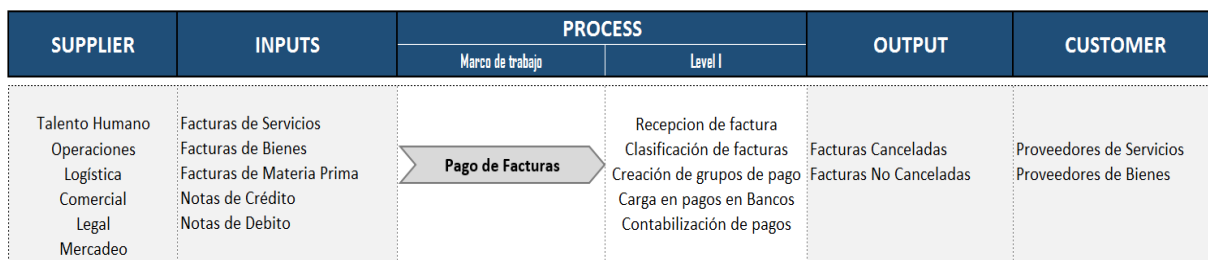 SUPPLIER
INPUTS
PROCESS
Marco de trabajo
Level I
OUTPUT
CUSTOMER
Talento Humano
Operaciones
Logística
Comercial
Legal
Mercadeo
Facturas de Servicios
Facturas de Bienes
Facturas de Materia Prima
Notas de Crédito
Notas de Debito
Pago de Facturas
Recepcion de factura
Clasificación de facturas
Creación de grupos de pago
Carga en pagos en Bancos
Contabilización de pagos
Facturas Canceladas
Facturas No Canceladas
Proveedores de Servicios
Proveedores de Bienes